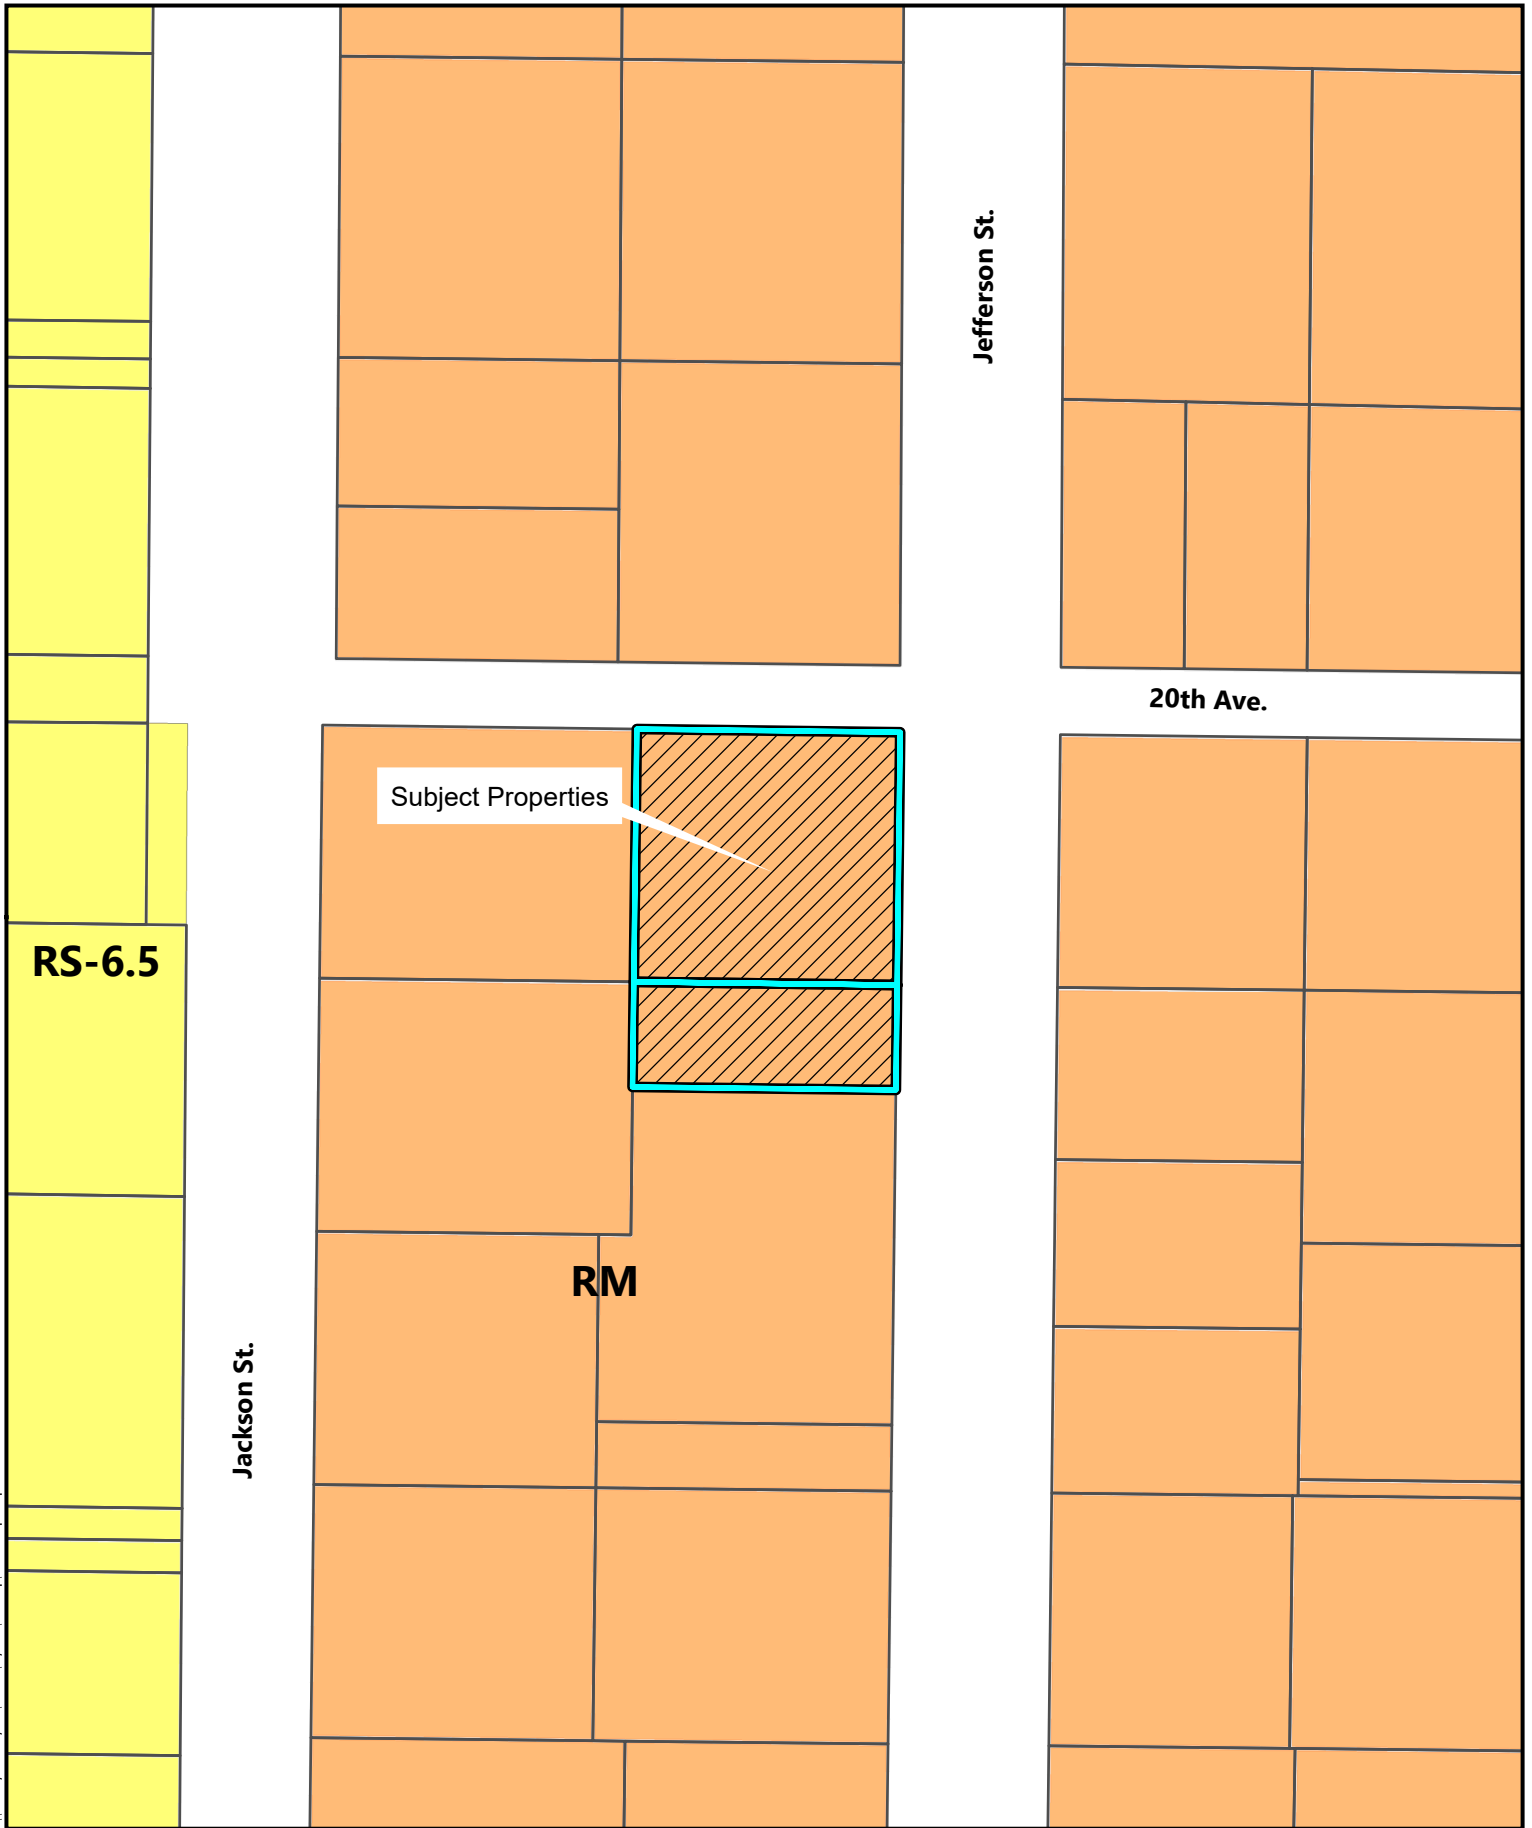 Jefferson St.
20th Ave.
Subject Properties
RS-6.5
RM
Jackson St.